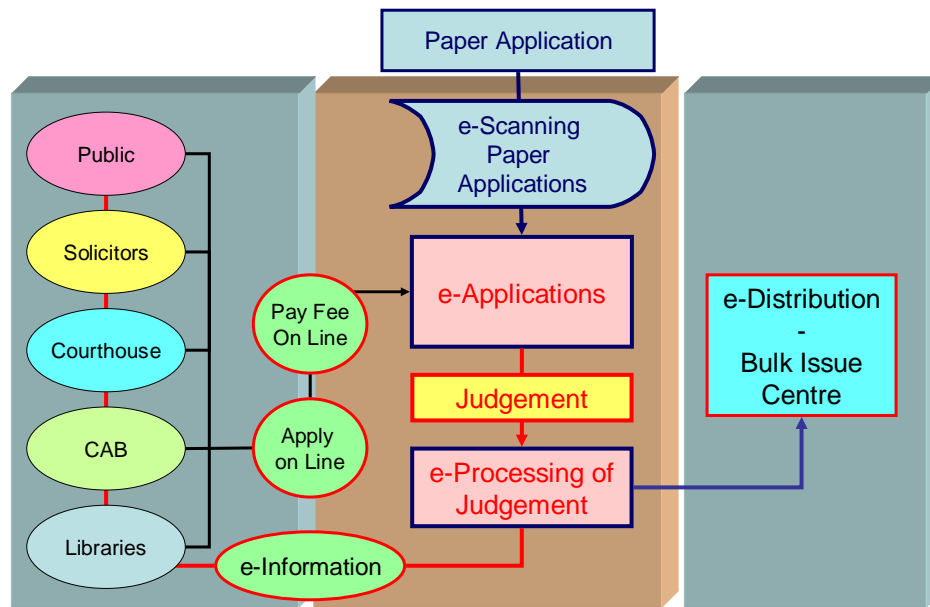 Paper Application
e-Scanning
Paper
Applications
Public
Solicitors
Courthouse
CAB
Libraries
Pay Fee
On Line
Apply
on Line
e-Information
e-Applications
Judgement
e-Processing of
Judgement
e-Distribution
-
Bulk Issue
Centre